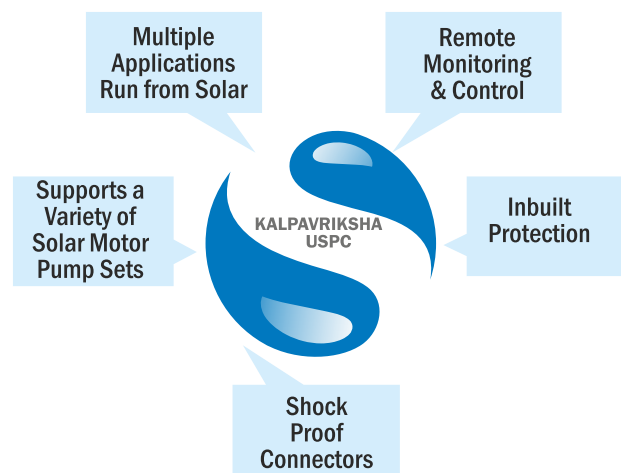 Multiple
Applications
Run from Solar
Remote
Monitoring
& Control
Supports a
Variety of
Solar Motor
Pump Sets
KALPAVRIKSHA
USPC
Inbuilt
Protection
Shock
Proof
Connectors